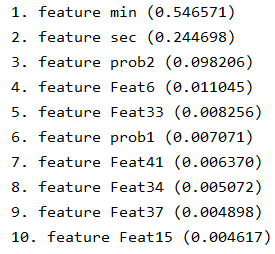 1. feature min (0.546571)
2. feature sec (0.244698)
3. feature prob2 (0.098206)
4. feature Feat6 (0.011045)
5. feature Feat33 (0.008256)
6. feature prob1 (0.007071)
7. feature Feat41 (0.006370)
8. feature Feat34 (0.005072)
9. feature Feat37 (0.004898)
10. feature Feat15 (0.004617)